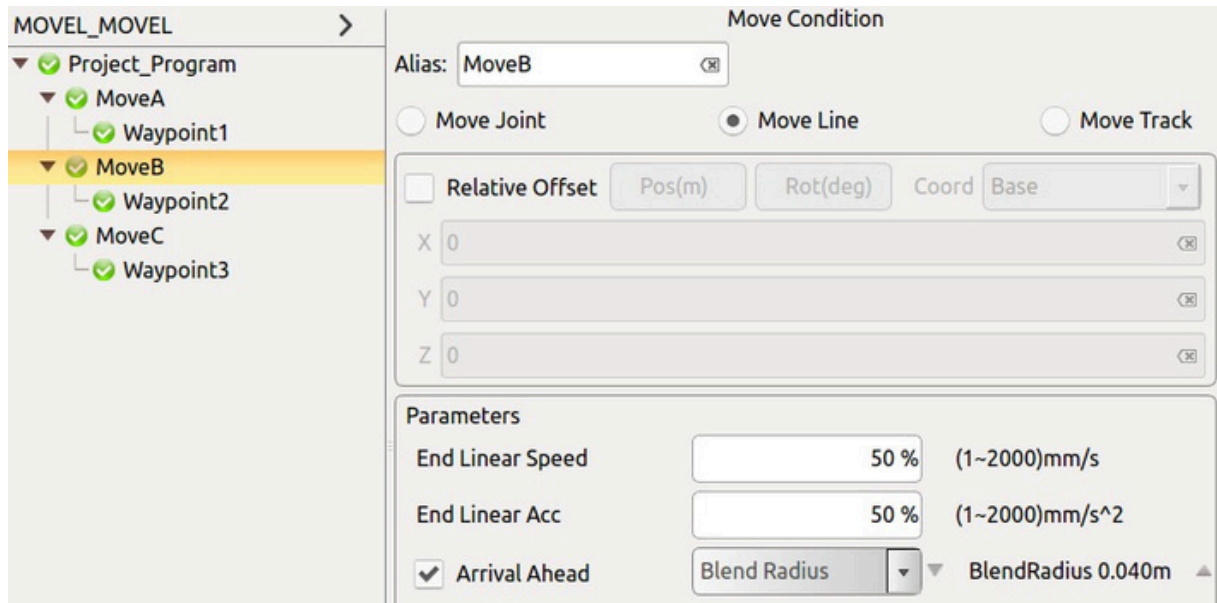 MOVEL_MOVEL
Project_Program
MoveA
Waypoint1
MoveB
Waypoint2
MoveC
Waypoint3
Move Condition
Alias: MoveB
Move Joint Move Line Move Track
Relative Offset Pos(m) Rot(deg) Coord Base
X 0
Y 0
Z 0
Parameters
End Linear Speed 50 % (1~2000)mm/s
End Linear Acc 50 % (1~2000)mm/s^2
Arrival Ahead Blend Radius BlendRadius 0.040m